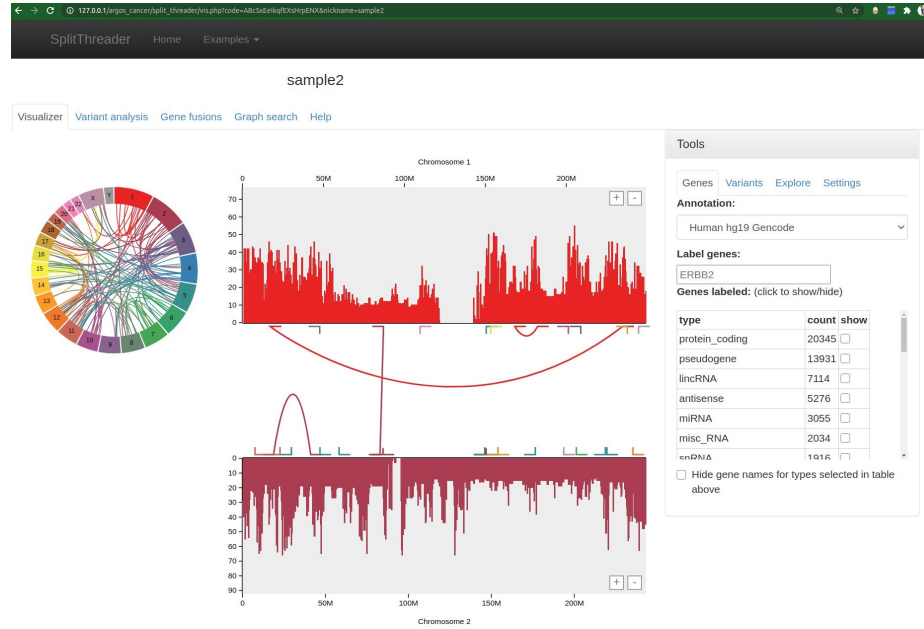 127.0.0.1/argos_cancer/split_threader/vis.php?code=ABcSxEeIkqfEXsHrpENX&nickname=sample2
SplitThreader Home Examples
sample2
Visualizer Variant analysis Gene fusions Graph search Help
Tools
Genes Variants Explore Settings
Annotation:
Human hg19 Gencode
Label genes:
ERBB2
Genes labeled: (click to show/hide)
type count show
protein_coding 20345
pseudogene 13931
lincRNA 7114
antisense 5276
miRNA 3055
misc_RNA 2034
snRNA 1916
Hide gene names for types selected in table
above
Chromosome 1
0 50M 100M 150M 200M
+ -
70
60
50
40
30
20
10
0
0
10
20
30
40
50
60
70
80
90
+ -
0 50M 100M 150M 200M
Chromosome 2
1
2
3
4
5
6
7
8
9
10
11
12
13
14
15
16
17
18
19
20
21
22
X
Y